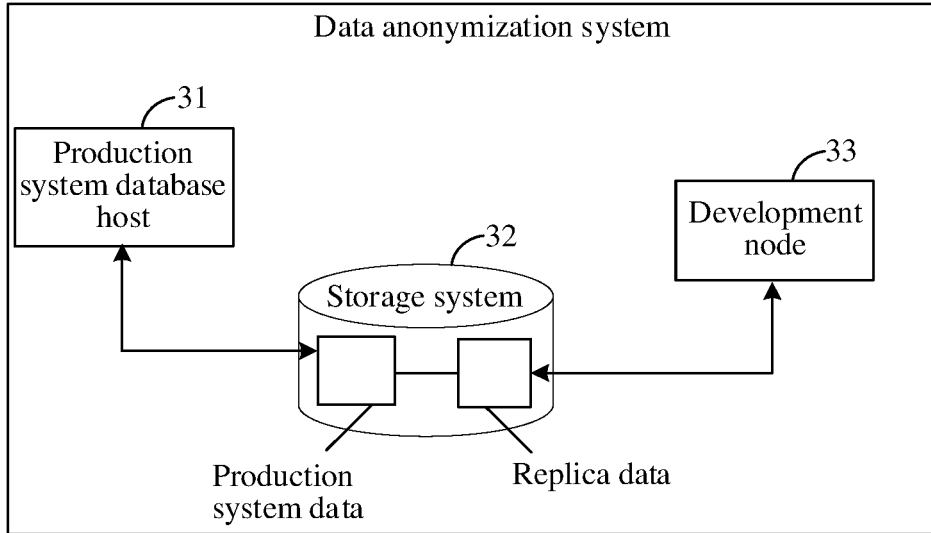 Data anonymization system
31
Production
system database
host
33
Development
node
32
Storage system
Production
system data
Replica data